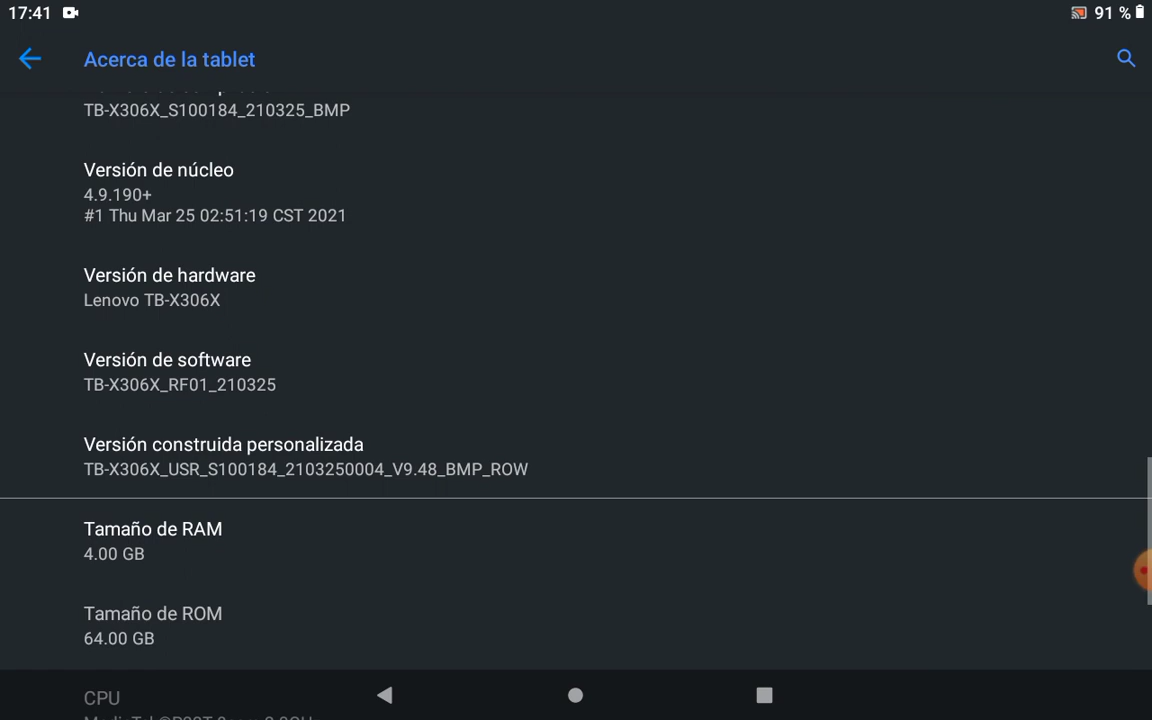 17:41
91 %
Acerca de la tablet
TB-X306X_S100184_210325_BMP
Versión de núcleo
4.9.190+
#1 Thu Mar 25 02:51:19 CST 2021
Versión de hardware
Lenovo TB-X306X
Versión de software
TB-X306X_RF01_210325
Versión construida personalizada
TB-X306X_USR_S100184_2103250004_V9.48_BMP_ROW
Tamaño de RAM
4.00 GB
Tamaño de ROM
64.00 GB
CPU